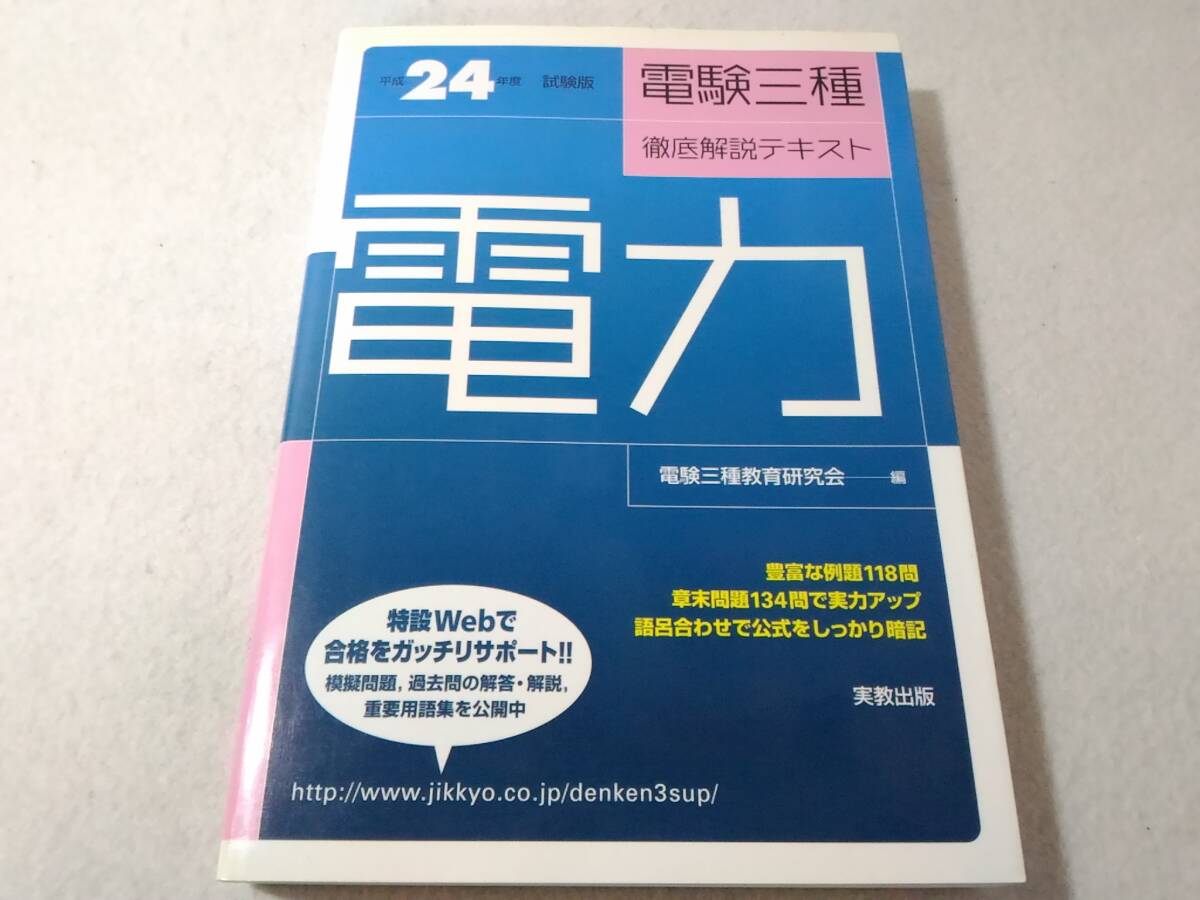 平成24年度 試験版
電験三種
徹底解説テキスト
電力
電験三種教育研究会 編
豊富な例題118問
章末問題134問で実力アップ
語呂合わせで公式をしっかり暗記
特設Webで
合格をガッチリサポート!!
模擬問題,過去問の解答・解説,
重要用語集を公開中
実教出版
http://www.jikkyo.co.jp/denken3sup/